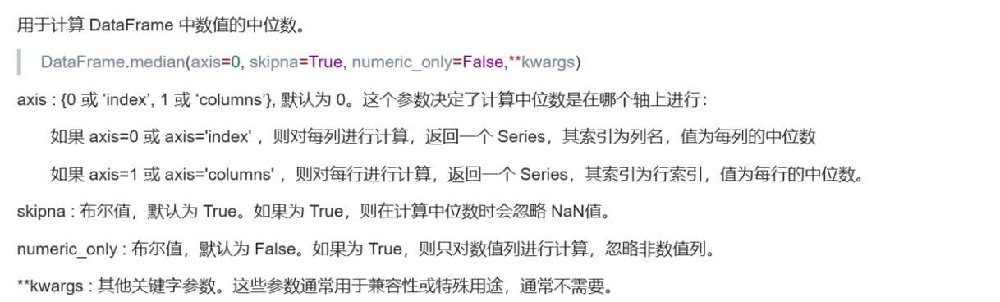 用于计算 DataFrame 中数值的中位数。
DataFrame.median(axis=0, skipna=True, numeric_only=False,**kwargs)
axis : {0 或 ‘index’, 1 或 ‘columns’}, 默认为 0。这个参数决定了计算中位数是在哪个轴上进行：
如果 axis=0 或 axis='index' ，则对每列进行计算，返回一个 Series，其索引为列名，值为每列的中位数
如果 axis=1 或 axis='columns' ，则对每行进行计算，返回一个 Series，其索引为行索引，值为每行的中位数。
skipna : 布尔值，默认为 True。如果为 True，则在计算中位数时会忽略 NaN值。
numeric_only : 布尔值，默认为 False。如果为 True，则只对数值列进行计算，忽略非数值列。
**kwargs : 其他关键字参数。这些参数通常用于兼容性或特殊用途，通常不需要。